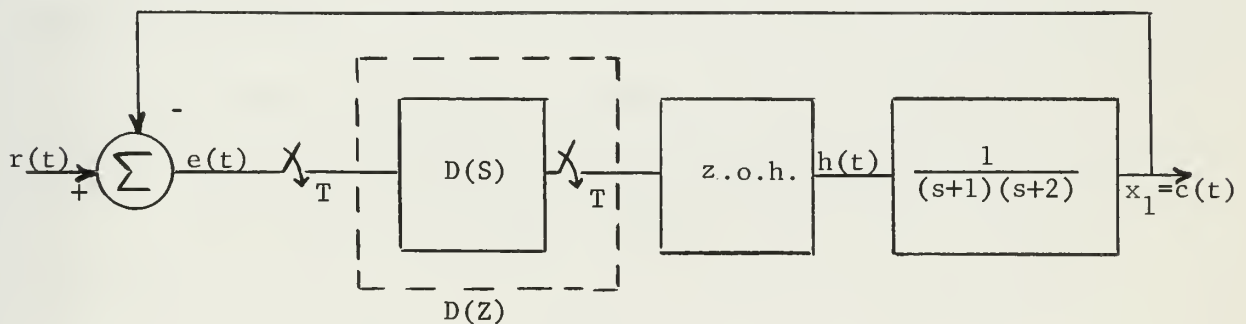 -
r(t)
+
Σ
e(t)
T
D(S)
T
D(Z)
z.o.h.
h(t)
1
(s+1)(s+2)
x₁=c(t)